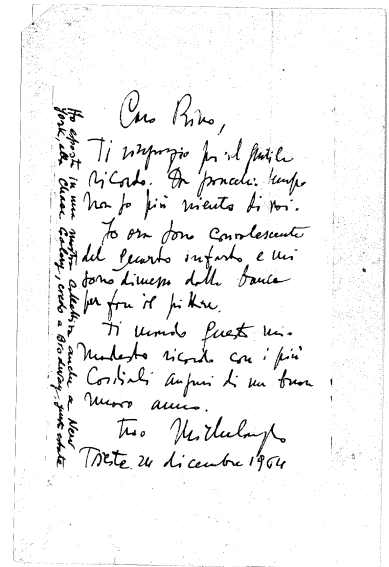 Caro Rino,
Ti ringrazio per il gentile
ricordo. Da parecchio tempo
non so più niente di voi.
Io ora sono convalescente
del quarto infarto e mi
sono dimesso dalla banca
per fare il pittore.
Ti mando questo mio
modesto ricordo con i più
cordiali auguri di un buon
nuovo anno.
tuo Michelangelo
Trieste 24 dicembre 1964
Ho esposto in una mostra collettiva anche a New
York, alla Chase Galery, credo a Broadway, quest'estate